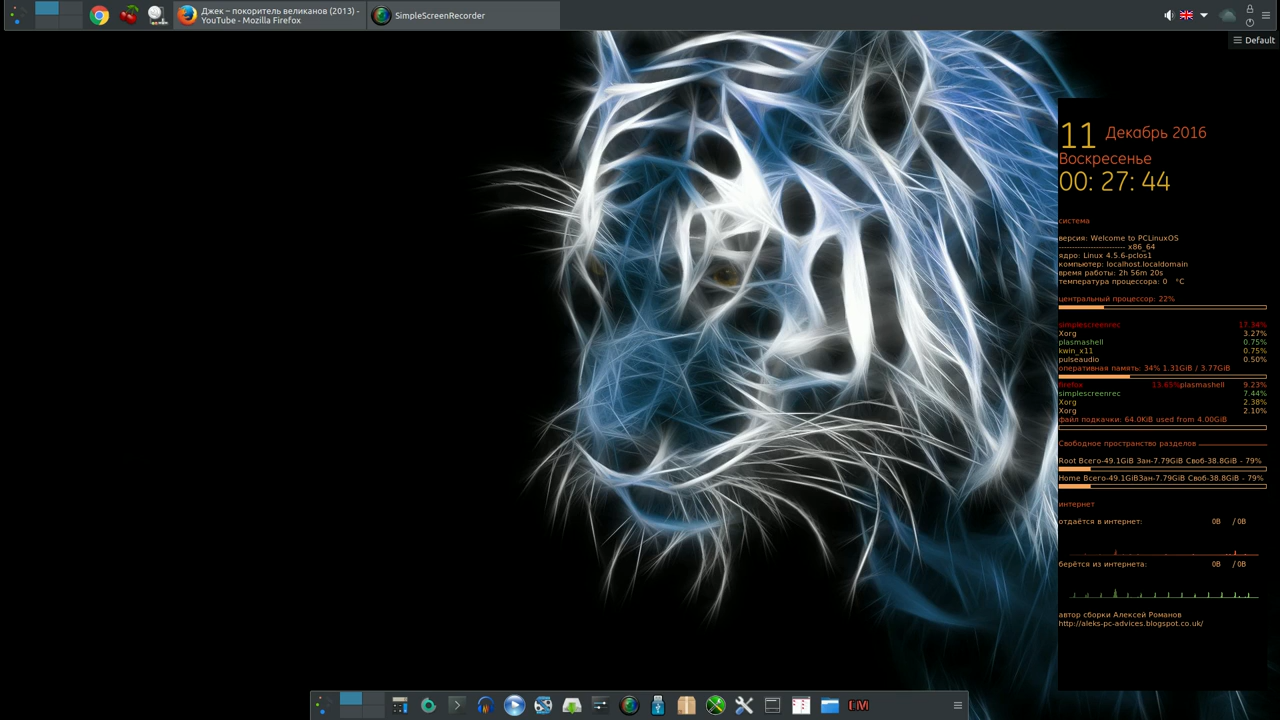 Джек – покоритель великанов (2013) -
YouTube - Mozilla Firefox
SimpleScreenRecorder
Default
11 Декабрь 2016
Воскресенье
00: 27: 44
система
версия: Welcome to PCLinuxOS
------------------------- x86_64
ядро: Linux 4.5.6-pclos1
компьютер: localhost.localdomain
время работы: 2h 56m 20s
температура процессора: 0 °C
центральный процессор: 22%
simplescreenrec 17.34%
Xorg 3.27%
plasmashell 0.75%
kwin_x11 0.75%
pulseaudio 0.50%
оперативная память: 34% 1.31GiB / 3.77GiB
firefox 13.65%plasmashell 9.23%
simplescreenrec 7.44%
Xorg 2.38%
Xorg 2.10%
файл подкачки: 64.0KiB used from 4.00GiB
Свободное пространство разделов
Root Всего-49.1GiB Зан-7.79GiB Своб-38.8GiB - 79%
Home Всего-49.1GiBЗан-7.79GiB Своб-38.8GiB - 79%
интернет
отдаётся в интернет: 0B / 0B
берётся из интернета: 0B / 0B
автор сборки Алексей Романов
http://aleks-pc-advices.blogspot.co.uk/